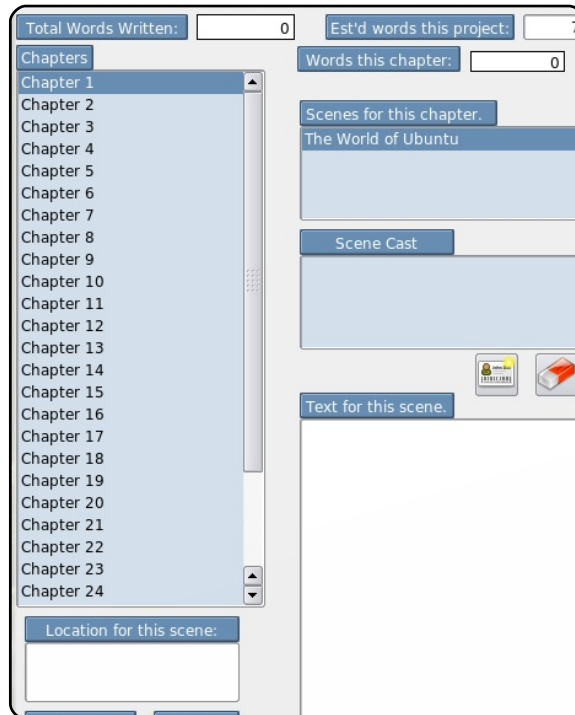 Total Words Written: 0 Est'd words this project:
Chapters
Words this chapter: 0
Chapter 1
Chapter 2
Chapter 3
Chapter 4
Chapter 5
Chapter 6
Chapter 7
Chapter 8
Chapter 9
Chapter 10
Chapter 11
Chapter 12
Chapter 13
Chapter 14
Chapter 15
Chapter 16
Chapter 17
Chapter 18
Chapter 19
Chapter 20
Chapter 21
Chapter 22
Chapter 23
Chapter 24
Scenes for this chapter.
The World of Ubuntu
Scene Cast
Text for this scene.
Location for this scene: